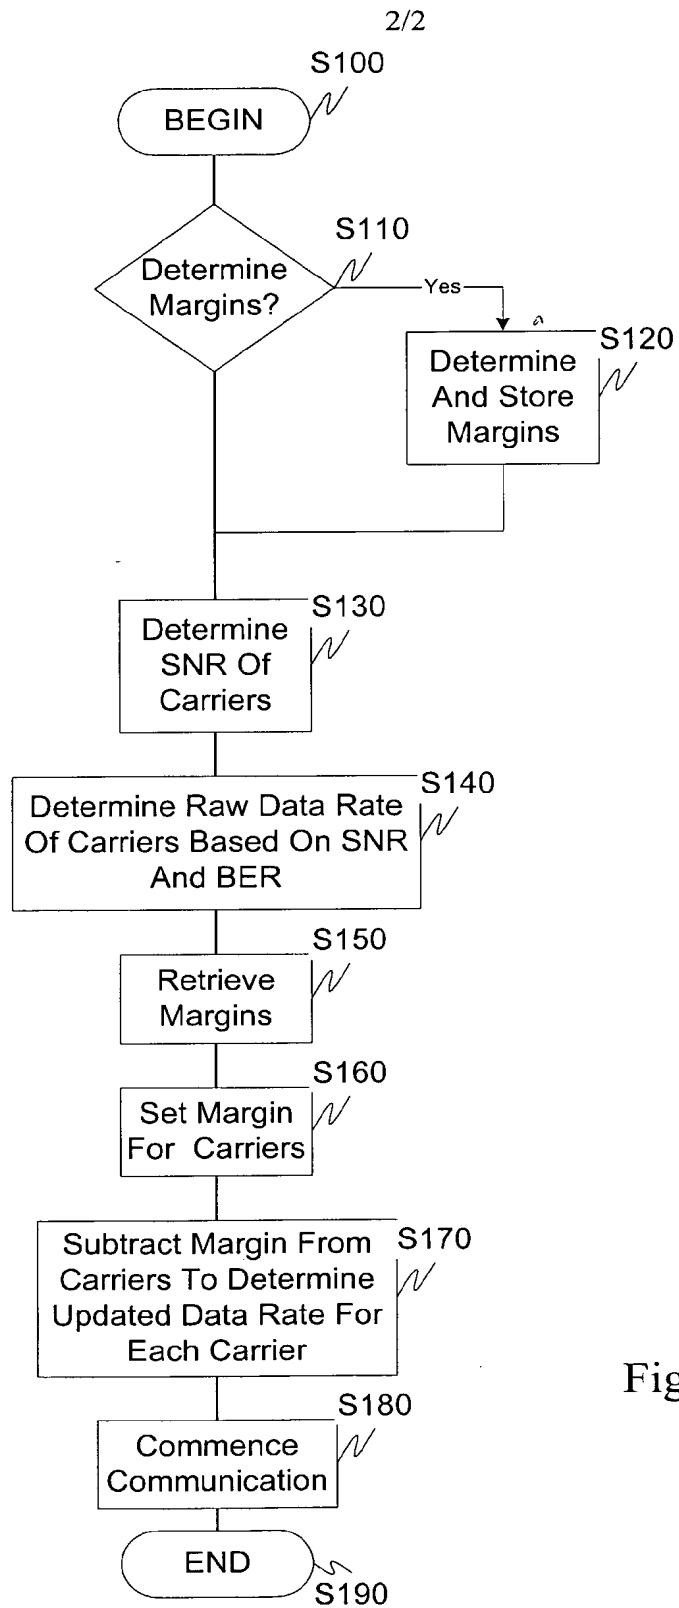 2/2
S100
BEGIN
S110
Determine
Margins?
Yes
S120
Determine
And Store
Margins
S130
Determine
SNR Of
Carriers
S140
Determine Raw Data Rate
Of Carriers Based On SNR
And BER
S150
Retrieve
Margins
S160
Set Margin
For Carriers
S170
Subtract Margin From
Carriers To Determine
Updated Data Rate For
Each Carrier
Fig
S180
Commence
Communication
END
S190